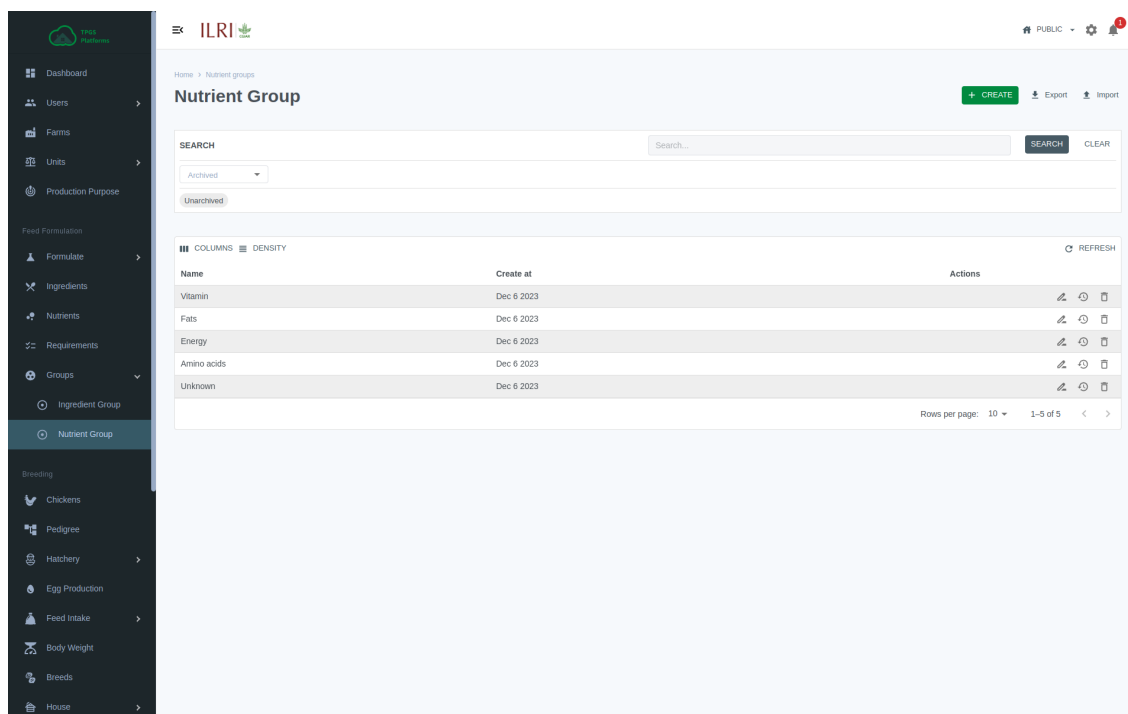 TPGS
Platforms
Dashboard
Users
Farms
Units
Production Purpose
Feed Formulation
Formulate
Ingredients
Nutrients
Requirements
Groups
Ingredient Group
Nutrient Group
Breeding
Chickens
Pedigree
Hatchery
Egg Production
Feed Intake
Body Weight
Breeds
House
ILRI CGIAR
PUBLIC 1
Home > Nutrient groups
Nutrient Group
+ CREATE Export Import
SEARCH Search... SEARCH CLEAR
Archived
Unarchived
COLUMNS DENSITY REFRESH
Name Create at Actions
Vitamin Dec 6 2023
Fats Dec 6 2023
Energy Dec 6 2023
Amino acids Dec 6 2023
Unknown Dec 6 2023
Rows per page: 10 1–5 of 5 < >